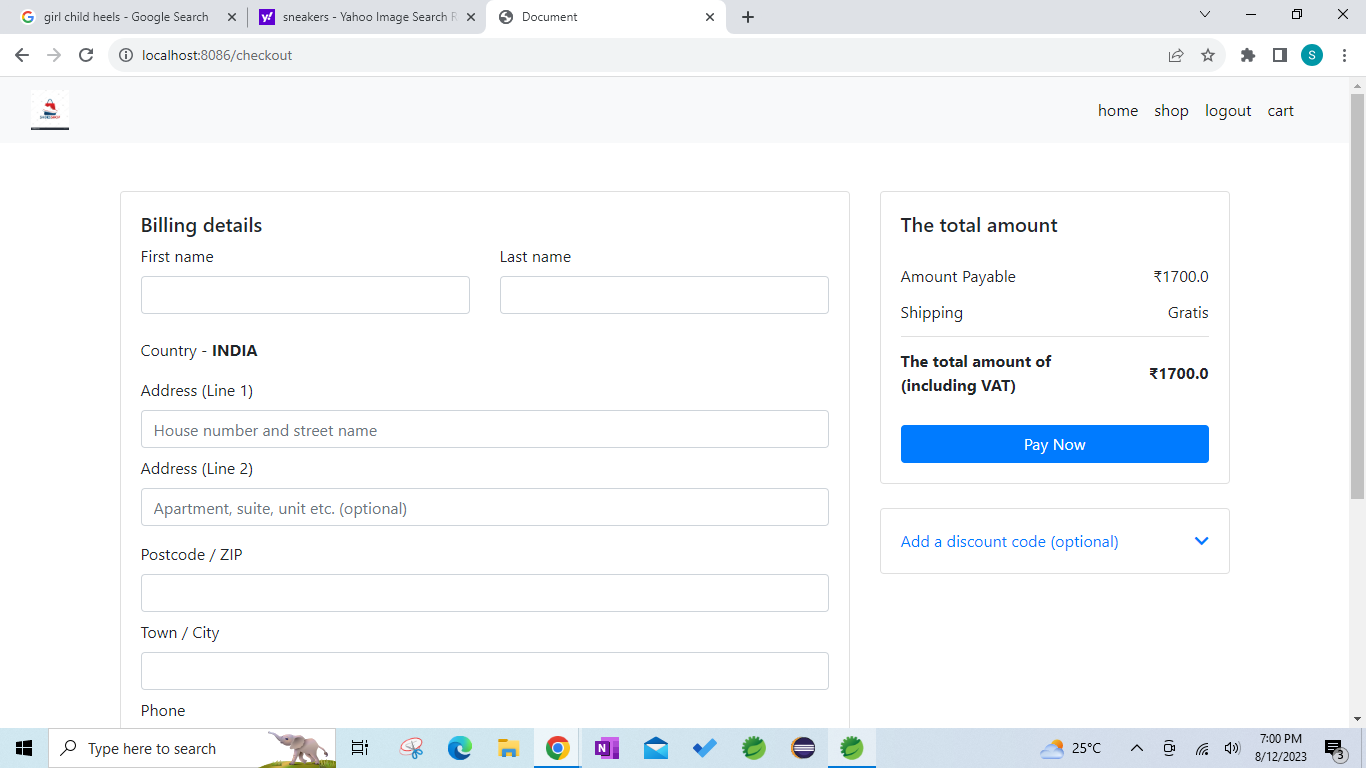 girl child heels - Google Search
sneakers - Yahoo Image Search R
Document
localhost:8086/checkout
S
home shop logout cart
Billing details
First name Last name
Country - INDIA
Address (Line 1)
House number and street name
Address (Line 2)
Apartment, suite, unit etc. (optional)
Postcode / ZIP
Town / City
Phone
The total amount
Amount Payable ₹1700.0
Shipping Gratis
The total amount of
(including VAT) ₹1700.0
Pay Now
Add a discount code (optional)
Type here to search
25°C
7:00 PM
8/12/2023
3